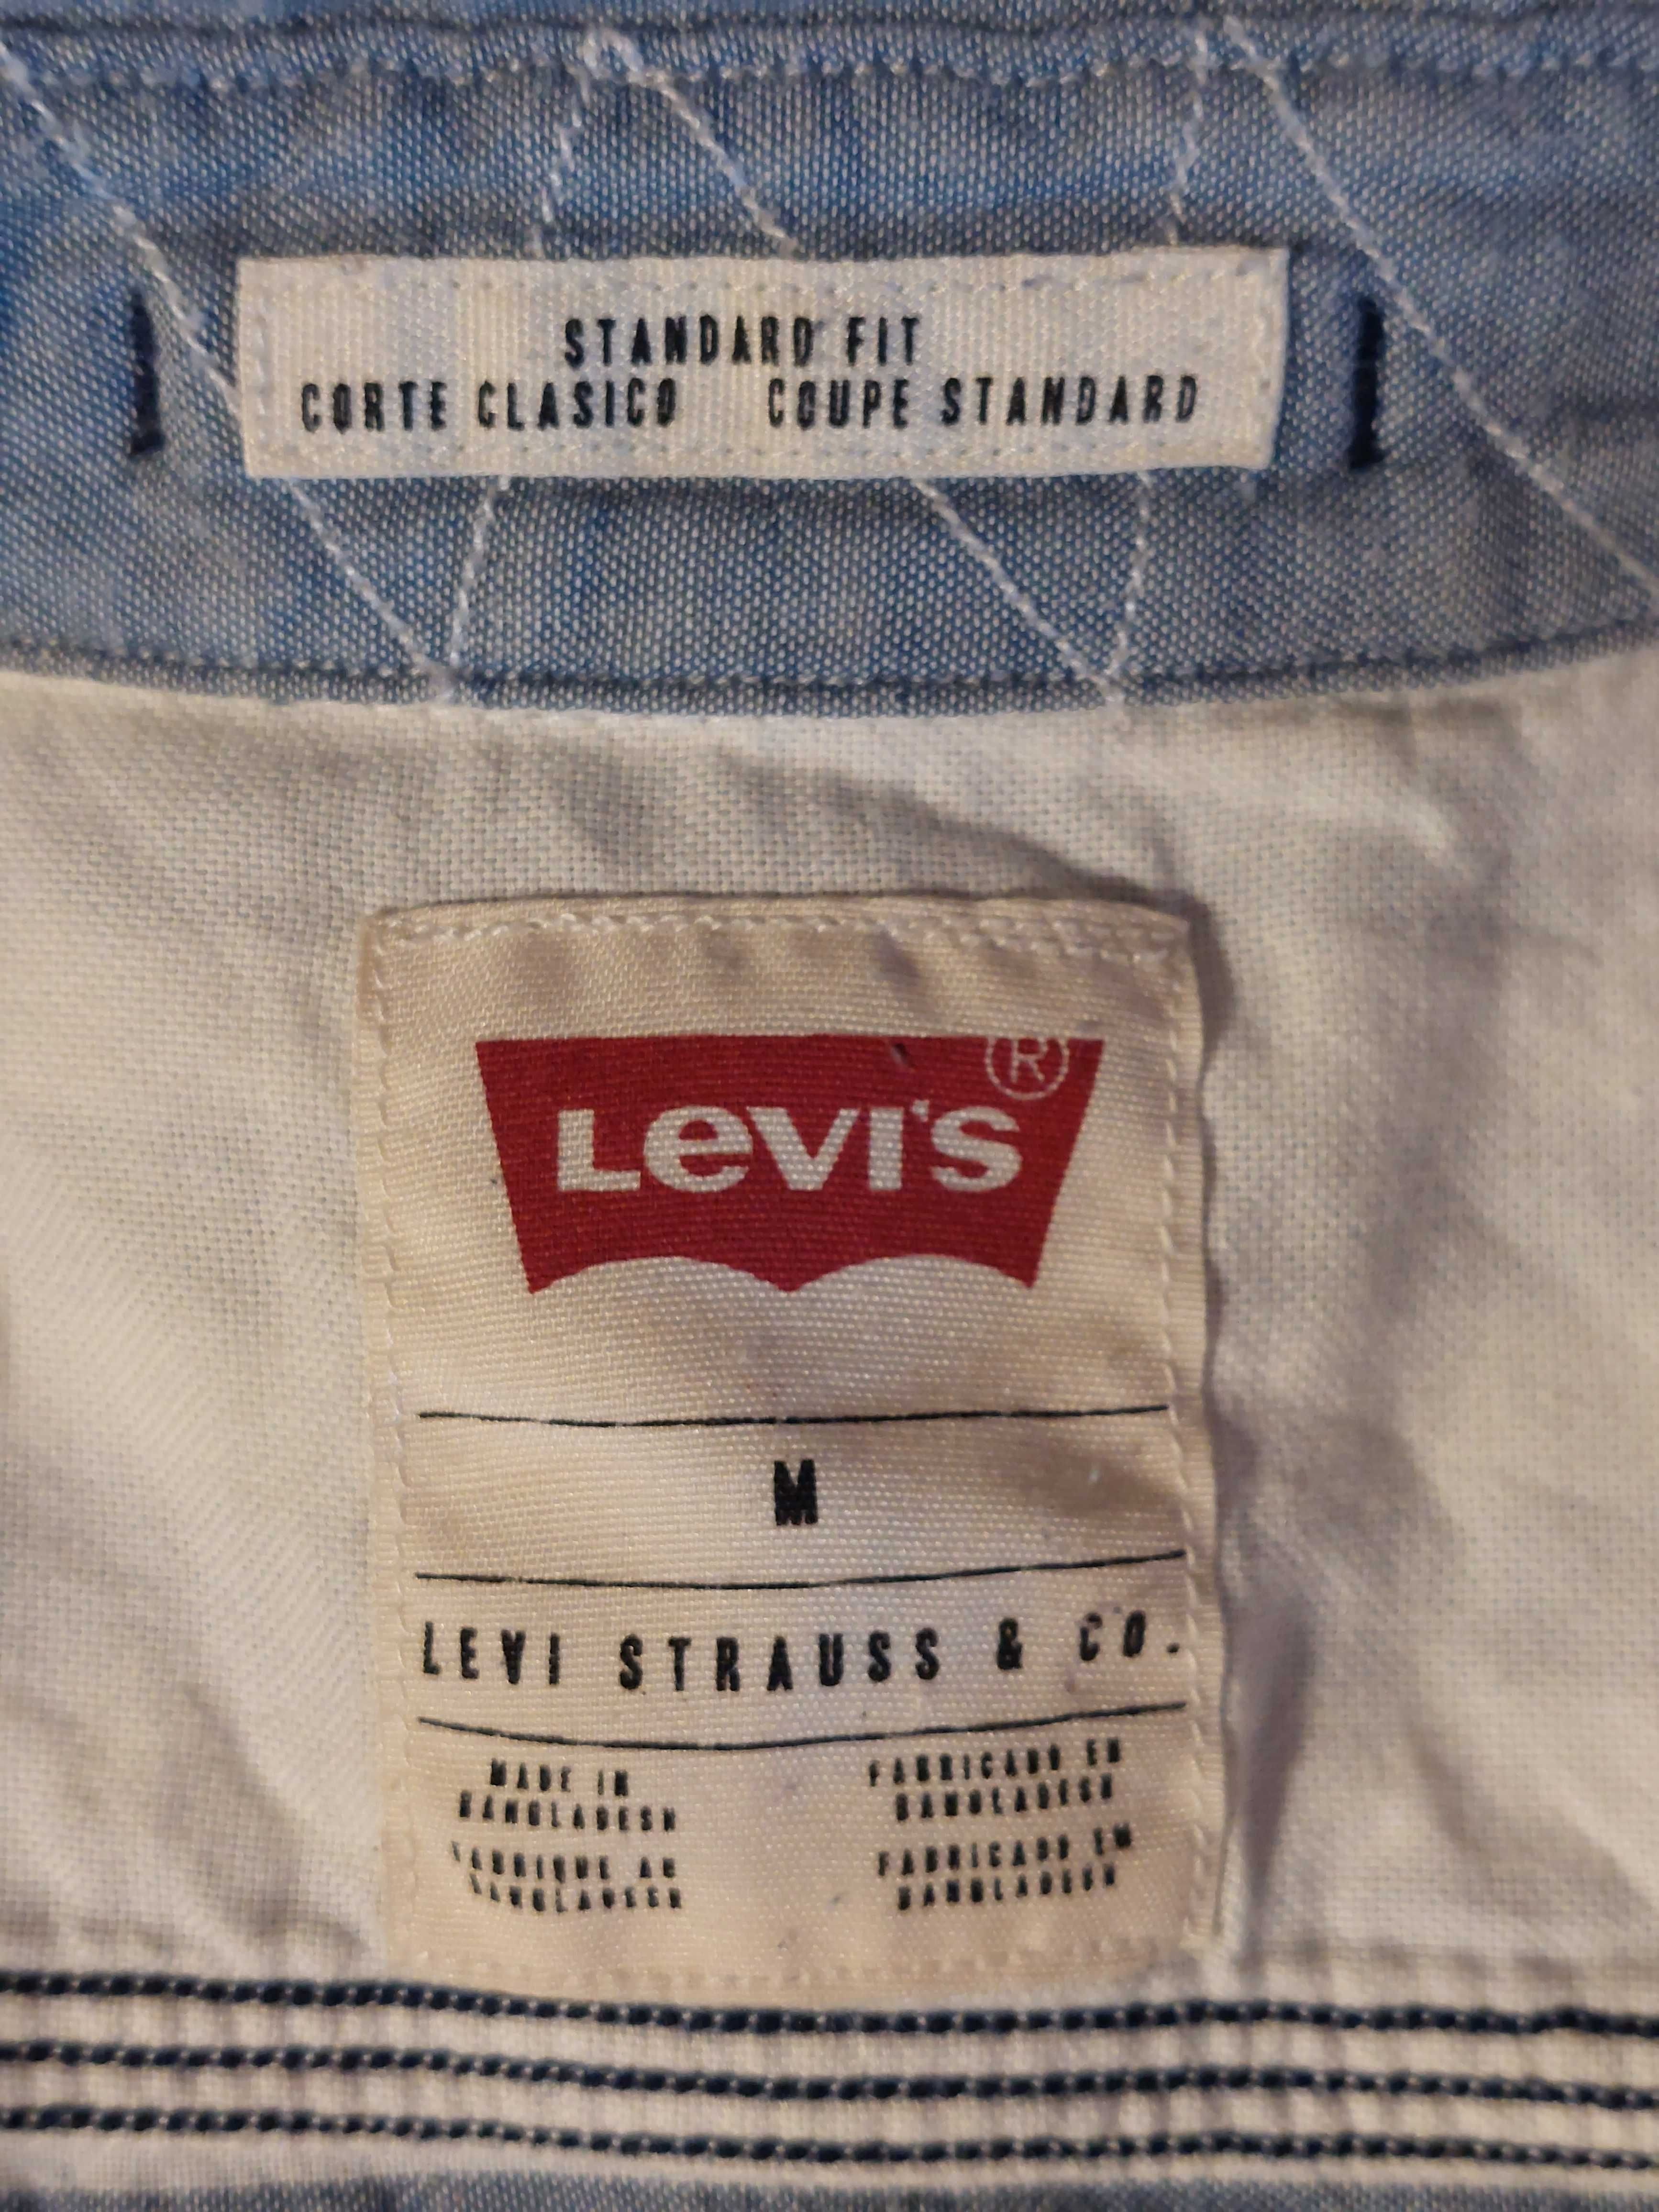 STANDARD FIT
CORTE CLASICO COUPE STANDARD
LEVI'S ®
M
LEVI STRAUSS & CO.
MADE IN
BANGLADESH
FABRIQUE AU
BANGLADESH
FABRICADO EN
BANGLADESH
FABRICADO EM
BANGLADESH